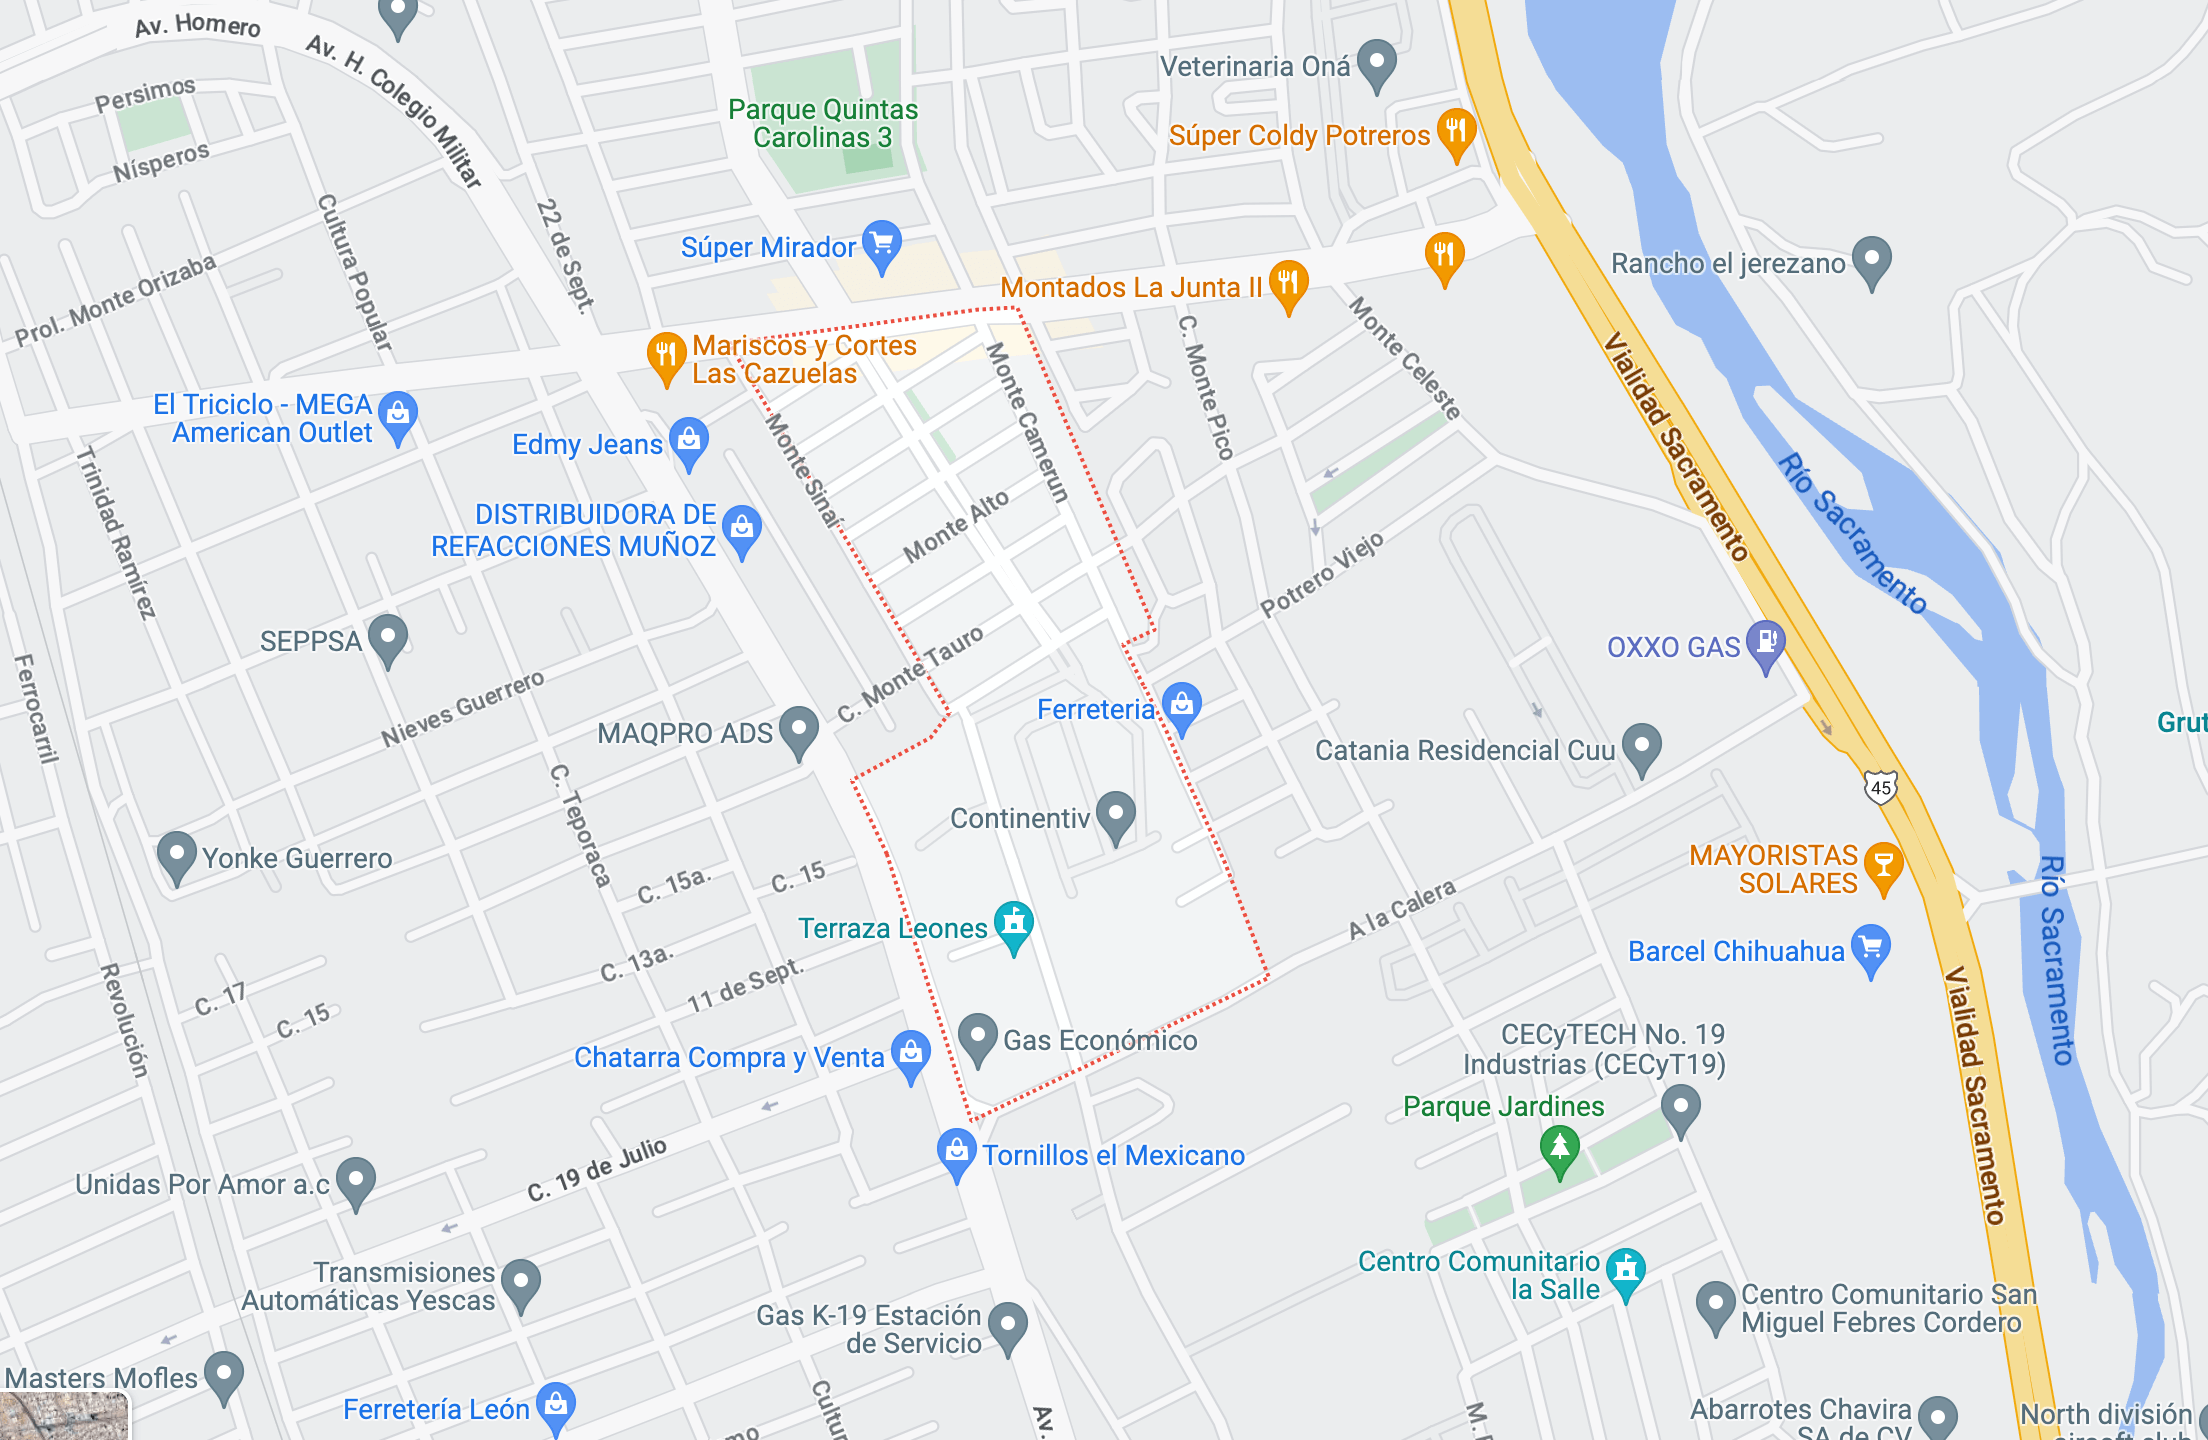 Av. Homero
Av. H. Colegio Militar
Persimos
Nísperos
Cultura Popular
22 de Sept.
Prol. Monte Orizaba
Parque Quintas
Carolinas 3
Veterinaria Oná
Súper Coldy Potreros
Súper Mirador
Montados La Junta II
Rancho el jerezano
Mariscos y Cortes
Las Cazuelas
El Triciclo - MEGA
American Outlet
Edmy Jeans
DISTRIBUIDORA DE
REFACCIONES MUÑOZ
Monte Sinaí
Monte Camerun
Monte Alto
C. Monte Pico
Monte Celeste
Vialidad Sacramento
Río Sacramento
Trinidad Ramírez
SEPPSA
Potrero Viejo
OXXO GAS
C. Monte Tauro
Ferrocarril
Nieves Guerrero
MAQPRO ADS
Ferreteria
Catania Residencial Cuu
Grut
45
C. Teporaca
Continentiv
Yonke Guerrero
MAYORISTAS
SOLARES
C. 15a.
C. 15
Río Sacramento
A la Calera
Terraza Leones
Barcel Chihuahua
C. 13a.
11 de Sept.
C. 17
C. 15
Revolución
Vialidad Sacramento
Gas Económico
Chatarra Compra y Venta
CECyTECH No. 19
Industrias (CECyT19)
Parque Jardines
Tornillos el Mexicano
C. 19 de Julio
Unidas Por Amor a.c
Transmisiones
Automáticas Yescas
Centro Comunitario
la Salle
Centro Comunitario San
Miguel Febres Cordero
Gas K-19 Estación
de Servicio
Masters Mofles
Ferretería León
Cultur
Av.
Abarrotes Chavira
SA de CV
North división